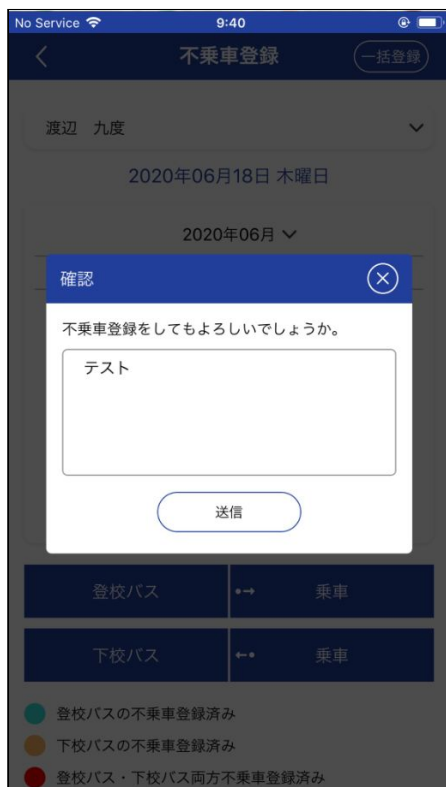 No Service 9:40
不乗車登録 一括登録
渡辺　九度
2020年06月18日 木曜日
2020年06月
確認
不乗車登録をしてもよろしいでしょうか。
テスト
送信
登校バス 乗車
下校バス 乗車
登校バスの不乗車登録済み
下校バスの不乗車登録済み
登校バス・下校バス両方不乗車登録済み